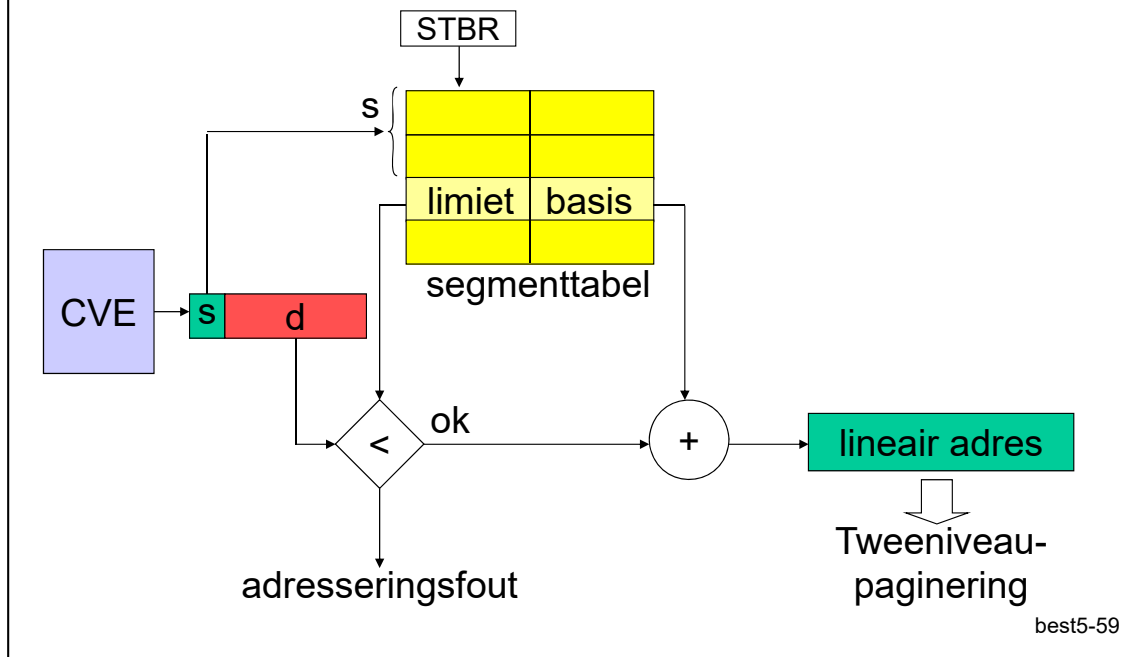 STBR
s
limiet basis
segmenttabel
CVE
s d
ok
<
+
lineair adres
adresseringsfout
Tweeniveau-
paginering
best5-59